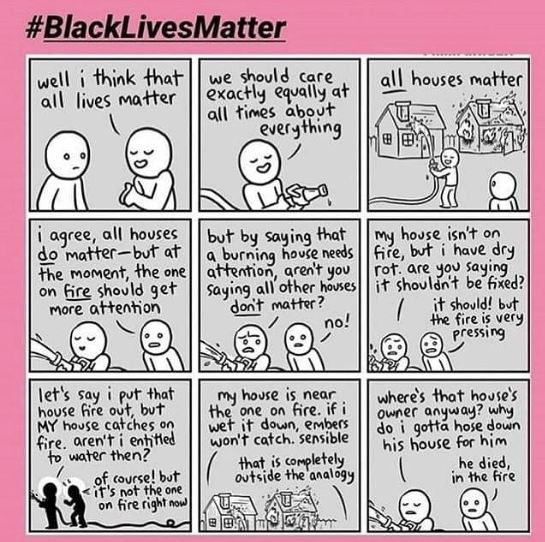 #BlackLivesMatter
well i think that
all lives matter
we should care
exactly equally at
all times about
everything
all houses matter
i agree, all houses
do matter—but at
the moment, the one
on fire should get
more attention
but by saying that
a burning house needs
attention, aren't you
saying all other houses
don't matter?
no!
my house isn't on
fire, but i have dry
rot. are you saying
it shouldn't be fixed?
it should! but
the fire is very
pressing
let's say i put that
house fire out, but
MY house catches on
fire. aren't i entitled
to water then?
of course! but
it's not the one
on fire right now
my house is near
the one on fire. if i
wet it down, embers
won't catch. sensible
that is completely
outside the analogy
where's that house's
owner anyway? why
do i gotta hose down
his house for him
he died,
in the fire